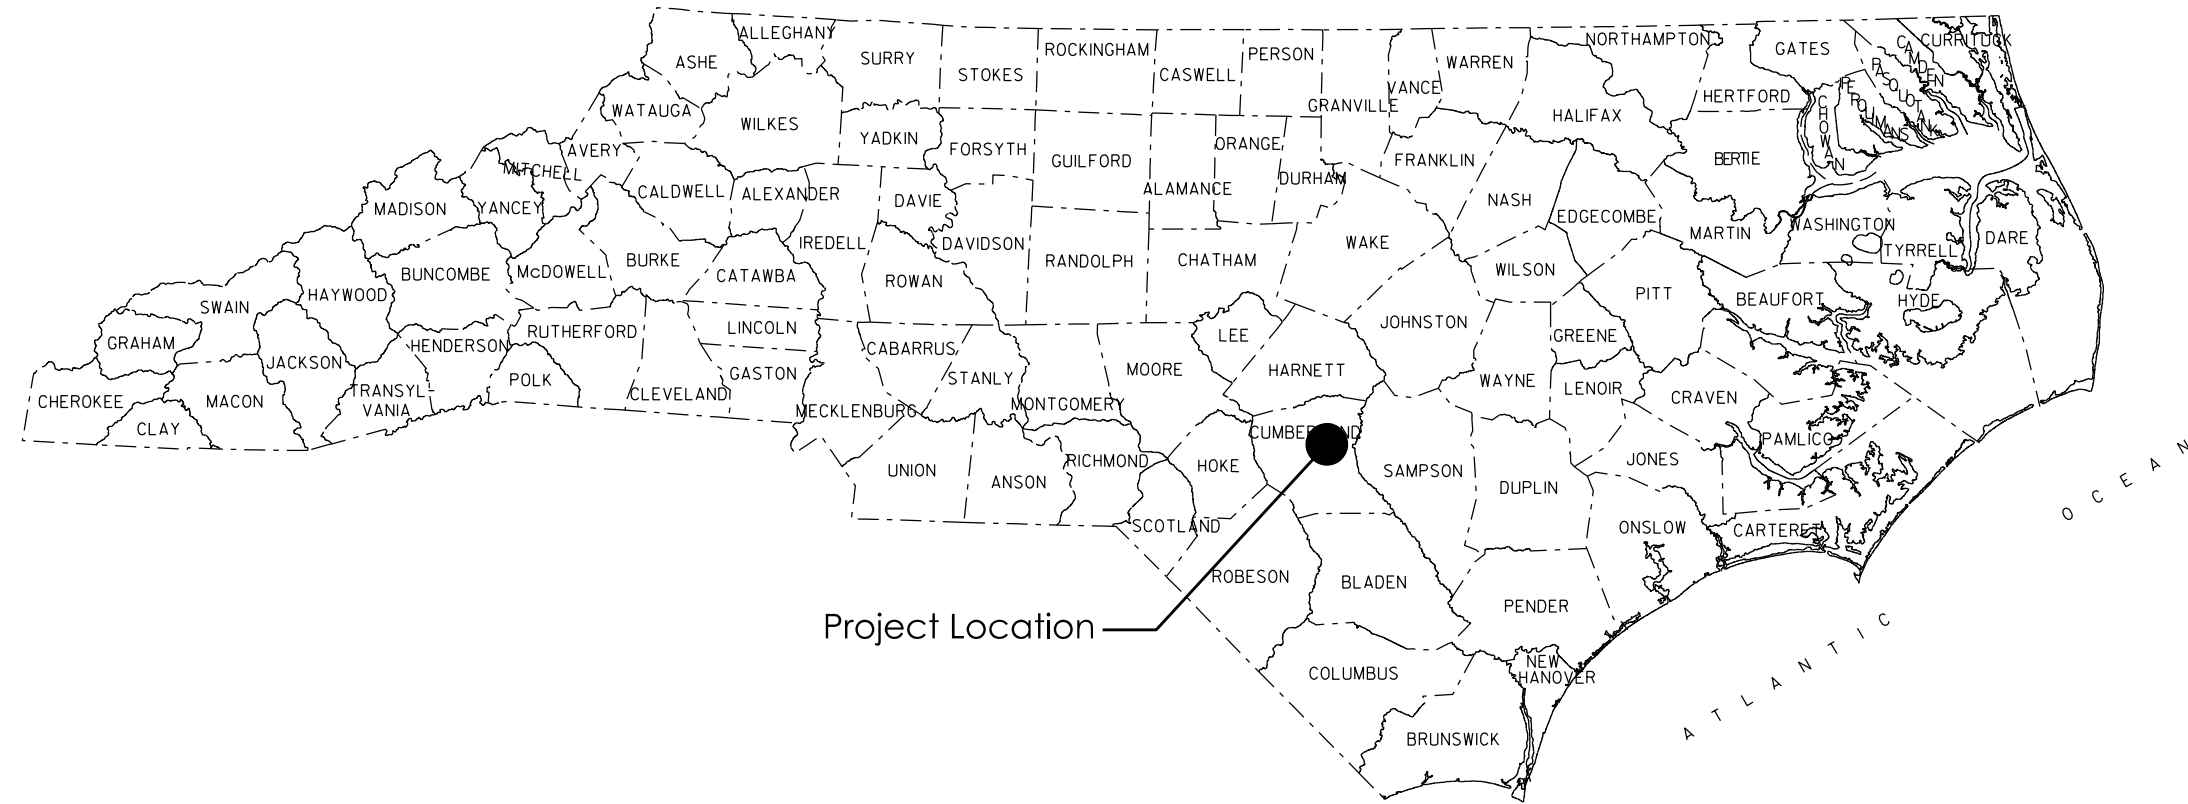 ALLEGHANY
ASHE
SURRY
STOKES
ROCKINGHAM
CASWELL
PERSON
GRANVILLE
VANCE
WARREN
NORTHAMPTON
GATES
CAMDEN
CURRITUCK
PASQUOTANK
PERQUIMANS
CHOWAN
HERTFORD
HALIFAX
WATAUGA
WILKES
YADKIN
FORSYTH
GUILFORD
ALAMANCE
ORANGE
DURHAM
FRANKLIN
BERTIE
AVERY
MITCHELL
CALDWELL
ALEXANDER
DAVIE
NASH
EDGECOMBE
MADISON
YANCEY
IREDELL
DAVIDSON
RANDOLPH
CHATHAM
WAKE
MARTIN
WASHINGTON
TYRRELL
DARE
BUNCOMBE
McDOWELL
BURKE
CATAWBA
ROWAN
WILSON
PITT
BEAUFORT
HYDE
SWAIN
HAYWOOD
GRAHAM
JACKSON
HENDERSON
RUTHERFORD
LINCOLN
CABARRUS
LEE
JOHNSTON
GREENE
CHEROKEE
MACON
CLAY
TRANSYL-
VANIA
POLK
CLEVELAND
GASTON
MECKLENBURG
STANLY
MONTGOMERY
MOORE
HARNETT
WAYNE
LENOIR
CRAVEN
PAMLICO
UNION
ANSON
RICHMOND
HOKE
SAMPSON
DUPLIN
JONES
SCOTLAND
ONSLOW
CARTERET
ROBESON
BLADEN
PENDER
Project Location
COLUMBUS
NEW
HANOVER
BRUNSWICK
ATLANTIC
OCEAN